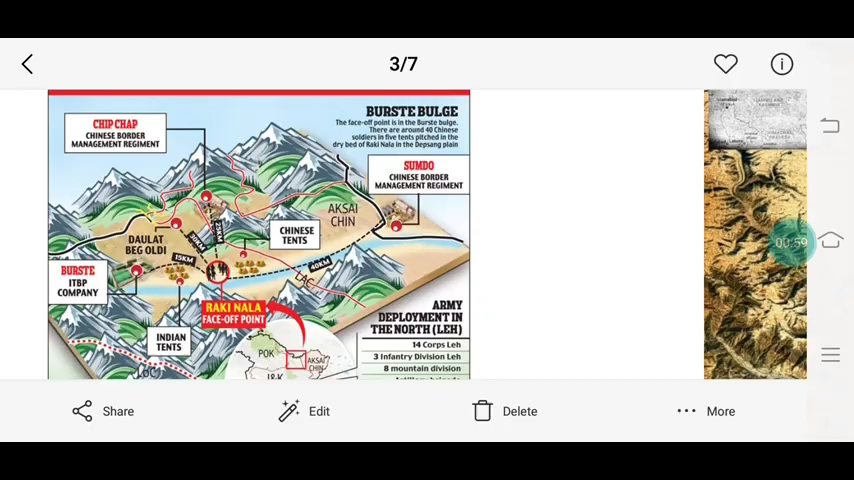 3/7
BURSTE BULGE
The face-off point is in the Burste bulge.
There are around 40 Chinese
soldiers in five tents pitched in the
dry bed of Raki Nala in the Depsang plain
CHIP CHAP
CHINESE BORDER
MANAGEMENT REGIMENT
SUMDO
CHINESE BORDER
MANAGEMENT REGIMENT
AKSAI
CHIN
CHINESE
TENTS
DAULAT
BEG OLDI
30KM
25KM
15KM
40KM
LAC
BURSTE
ITBP
COMPANY
RAKI NALA
FACE-OFF POINT
INDIAN
TENTS
LoC
POK
AKSAI
CHIN
J&K
ARMY
DEPLOYMENT IN
THE NORTH (LEH)
14 Corps Leh
3 Infantry Division Leh
8 mountain division
00:59
Share
Edit
Delete
More